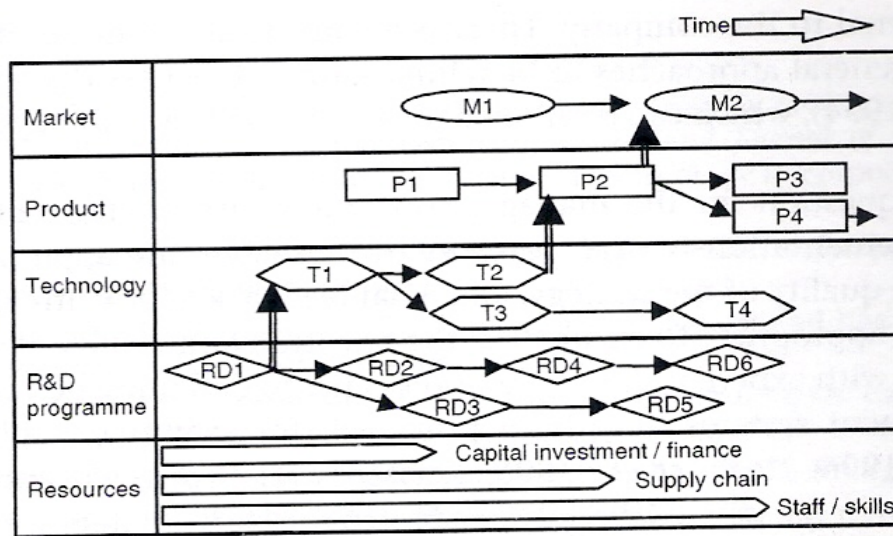 Time
Market
M1
M2
Product
P1
P2
P3
P4
Technology
T1
T2
T3
T4
R&D
programme
RD1
RD2
RD4
RD6
RD3
RD5
Resources
Capital investment / finance
Supply chain
Staff / skills